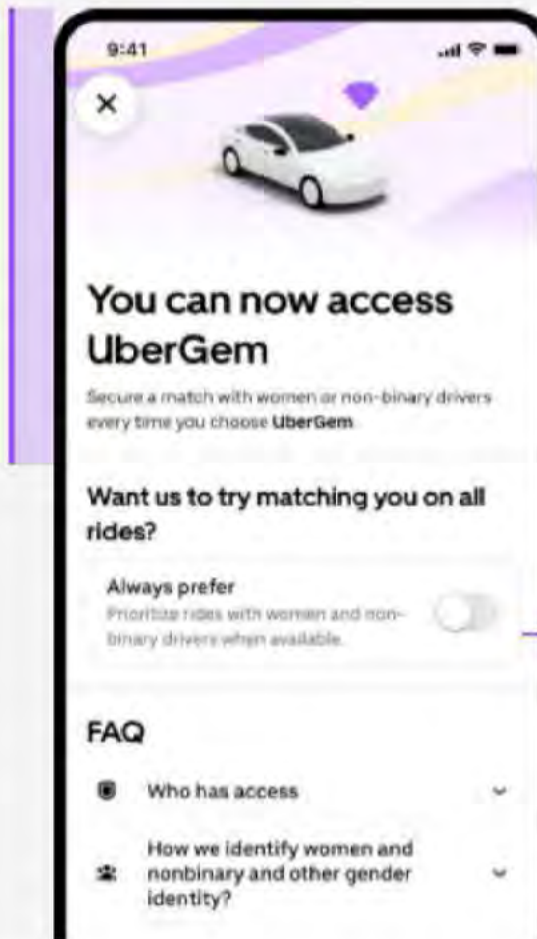 9:41
You can now access
UberGem
Secure a match with women or non-binary drivers
every time you choose UberGem
Want us to try matching you on all
rides?
Always prefer
Prioritize rides with women and non-
binary drivers when available.
FAQ
Who has access
How we identify women and
nonbinary and other gender
identity?